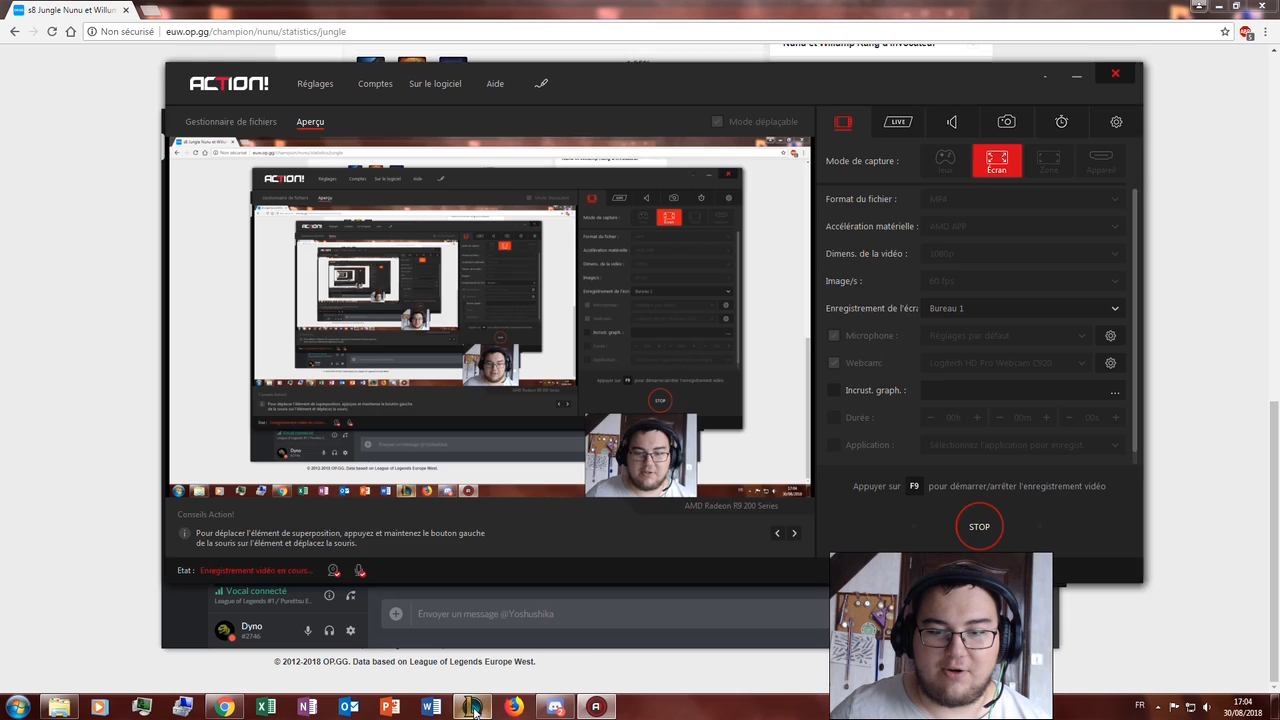 s8 Jungle Nunu et Willum
Non sécurisé
euw.op.gg/champion/nunu/statistics/jungle
ACTION!
Réglages
Comptes
Sur le logiciel
Aide
Gestionnaire de fichiers
Aperçu
Mode déplaçable
LIVE
Mode de capture :
Jeux
Écran
Zone
Appareil
Format du fichier :
MP4
Accélération matérielle :
AMD APP
Dimens. de la vidéo :
1080p
Image/s :
60 fps
Enregistrement de l'écra
Bureau 1
Microphone :
Réglages par défaut
Webcam:
Logitech HD Pro Webcam C920
Incrust. graph. :
...
Durée :
00h
00m
00s
Application :
Sélectionnez l'application pour enregist.
Appuyer sur F9 pour démarrer/arrêter l'enregistrement vidéo
STOP
AMD Radeon R9 200 Series
Conseils Action!
Pour déplacer l'élément de superposition, appuyez et maintenez le bouton gauche
de la souris sur l'élément et déplacez la souris.
Etat : Enregistrement vidéo en cours...
Vocal connecté
League of Legends #1 / Purettsu E...
Dyno
#2746
Envoyer un message @Yoshushika
© 2012-2018 OP.GG. Data based on League of Legends Europe West.
FR
17:04
30/08/2018